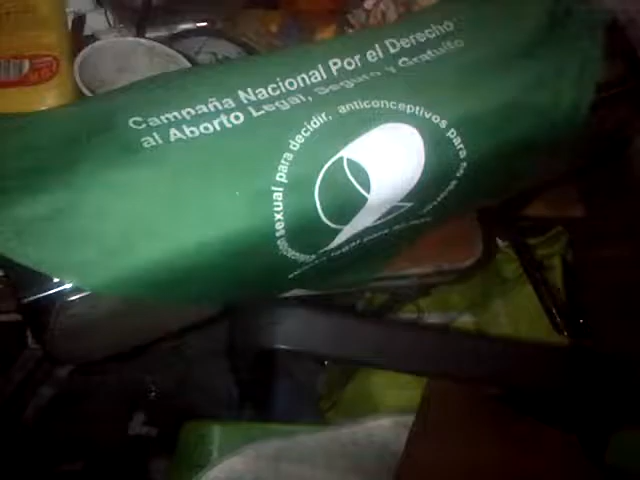 Campaña Nacional Por el Derecho
al Aborto Legal, Seguro y Gratuito
sexual para decidir, anticonceptivos para